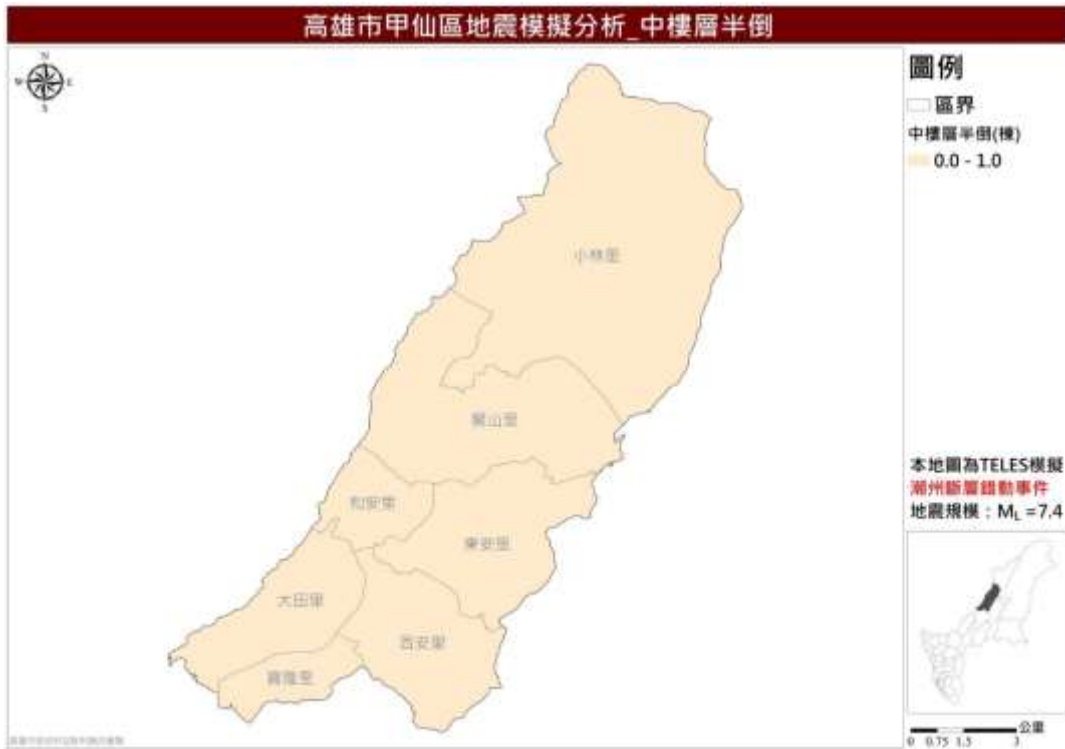 高雄市甲仙區地震模擬分析_中樓層半倒
N
W
E
S
圖例
區界
中樓層半倒(棟)
0.0 - 1.0
小林里
關山里
和安里
東安里
大田里
西安里
寶隆里
本地圖為TELES模擬
潮州斷層錯動事件
地震規模：ML =7.4
公里
0 0.75 1.5 3